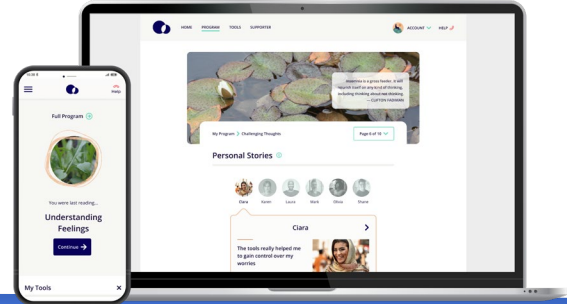 HOME
PROGRAM
TOOLS
SUPPORTER
ACCOUNT
HELP
Insomnia is a gross feeder. It will
nourish itself on any kind of thinking,
including thinking about not thinking.
— CLIFTON FADIMAN
My Program > Challenging Thoughts
Page 6 of 10
Personal Stories
Ciara
Karen
Laura
Mark
Olivia
Shane
Ciara
The tools really helped me
to gain control over my
worries
Help
Full Program
You were last reading...
Understanding
Feelings
Continue →
My Tools